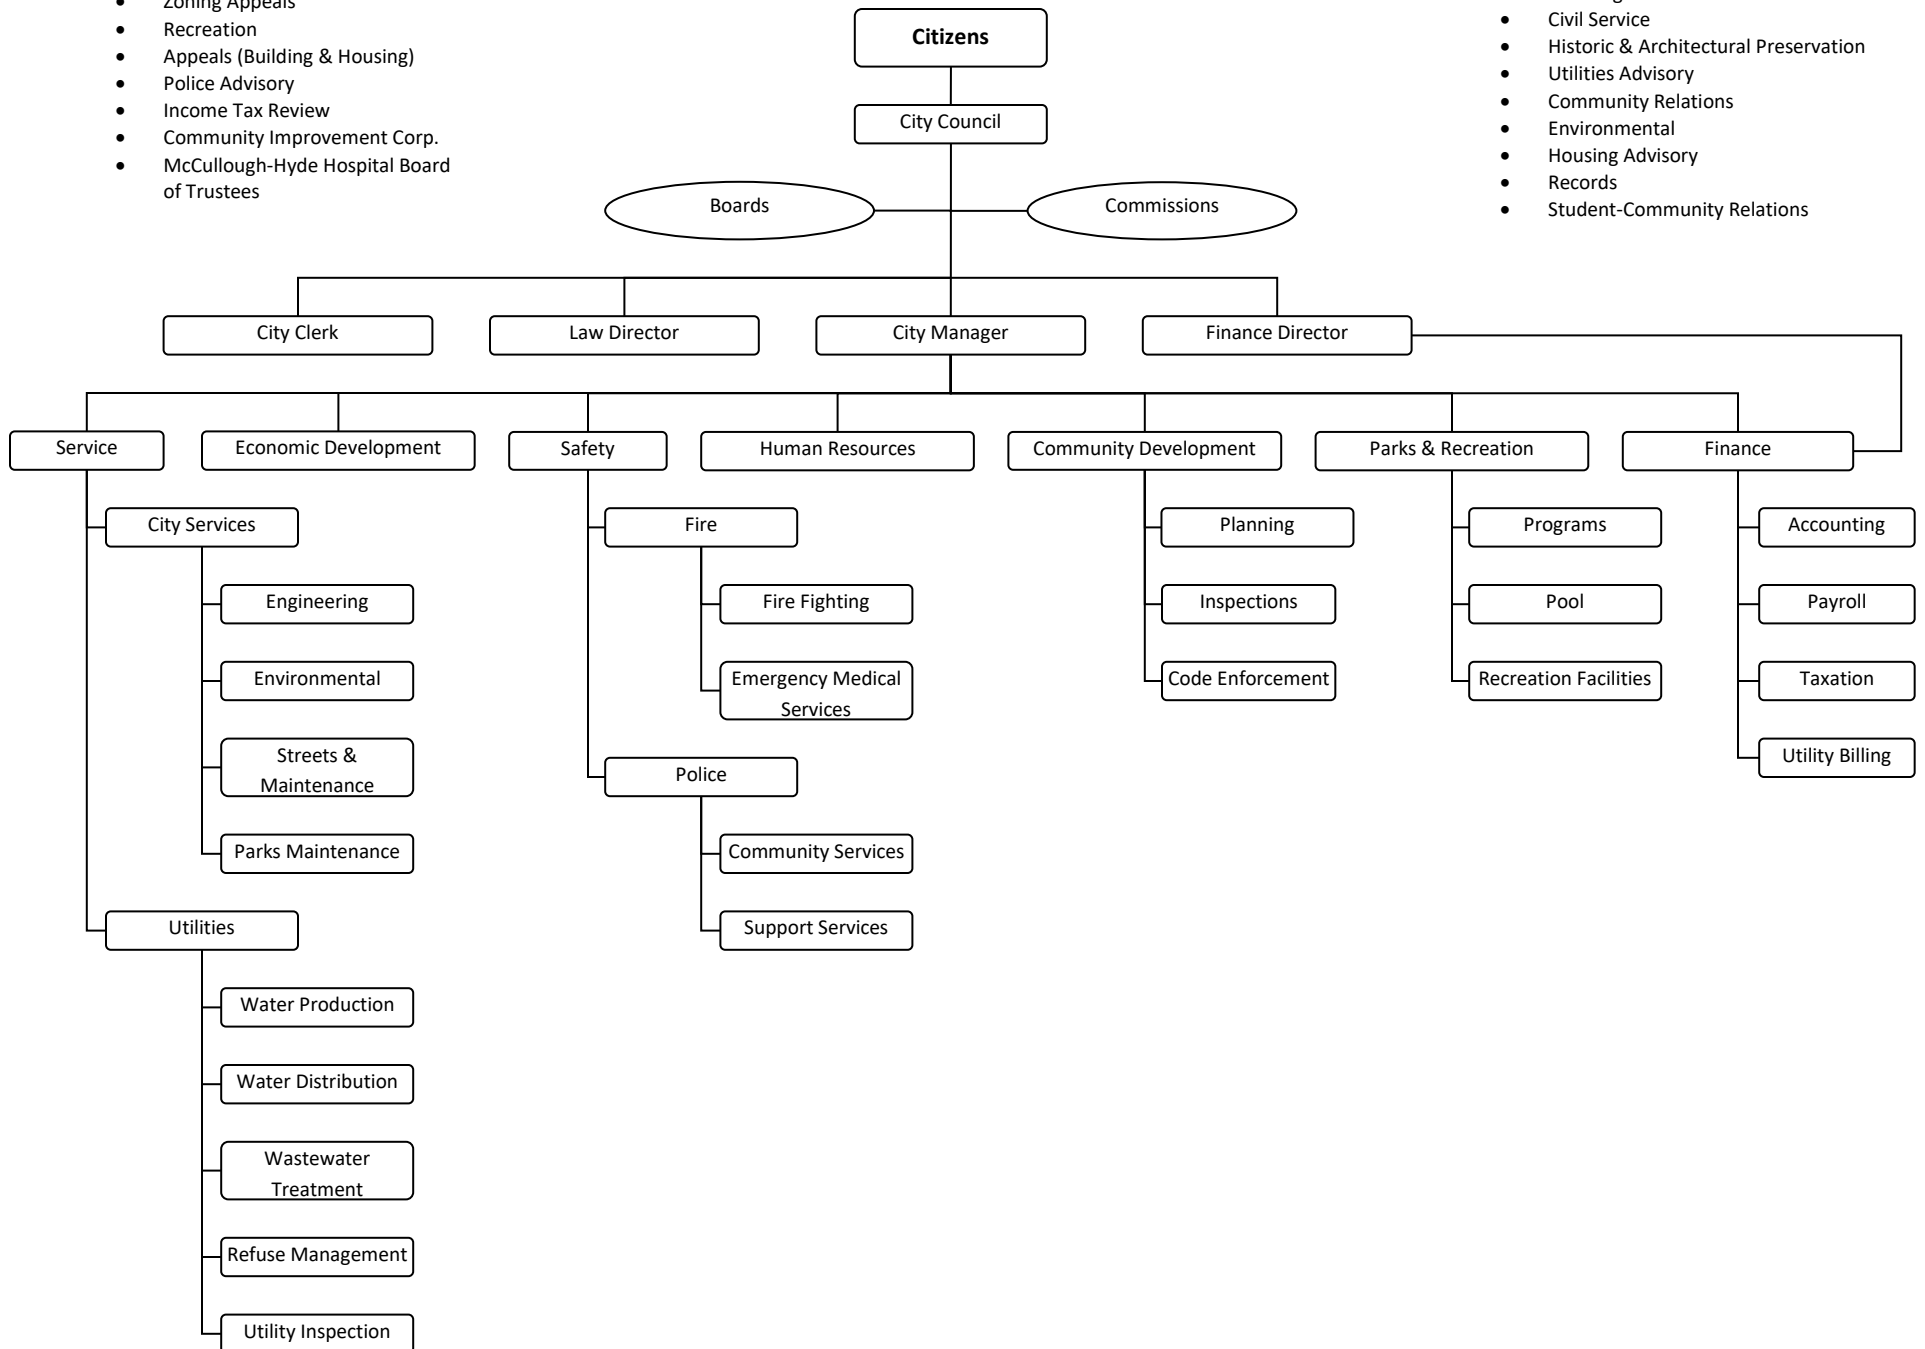 Zoning Appeals
• Recreation
• Appeals (Building & Housing)
• Police Advisory
• Income Tax Review
• Community Improvement Corp.
• McCullough-Hyde Hospital Board
of Trustees
• Civil Service
• Historic & Architectural Preservation
• Utilities Advisory
• Community Relations
• Environmental
• Housing Advisory
• Records
• Student-Community Relations
Citizens
City Council
Boards
Commissions
City Clerk
Law Director
City Manager
Finance Director
Service
Economic Development
Safety
Human Resources
Community Development
Parks & Recreation
Finance
City Services
Engineering
Environmental
Streets &
Maintenance
Parks Maintenance
Utilities
Water Production
Water Distribution
Wastewater
Treatment
Refuse Management
Utility Inspection
Fire
Fire Fighting
Emergency Medical
Services
Police
Community Services
Support Services
Planning
Inspections
Code Enforcement
Programs
Pool
Recreation Facilities
Accounting
Payroll
Taxation
Utility Billing